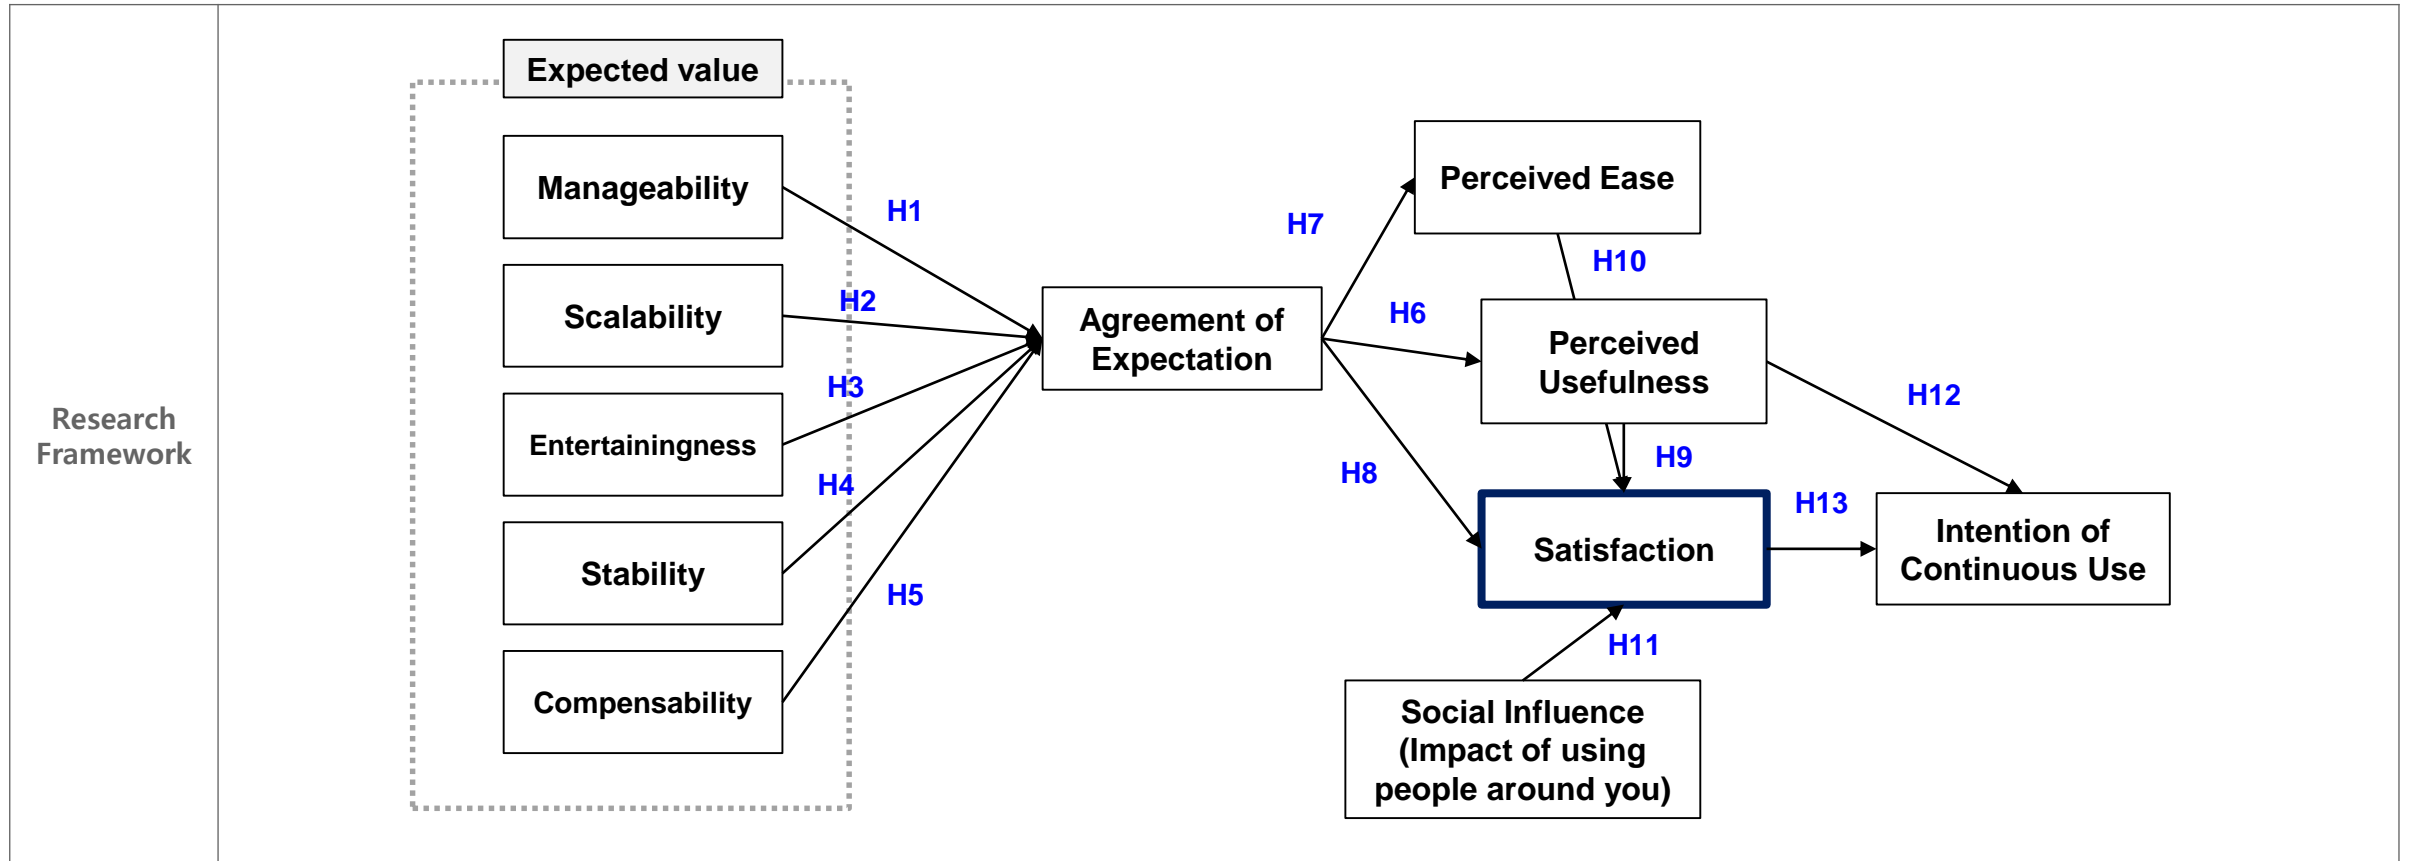 Research
Framework
Expected value
Manageability
Scalability
Entertainingness
Stability
Compensability
H1
H2
H3
H4
H5
Agreement of
Expectation
H7
H6
H8
Perceived Ease
H10
Perceived
Usefulness
H9
H12
Satisfaction
H13
Intention of
Continuous Use
H11
Social Influence
(Impact of using
people around you)